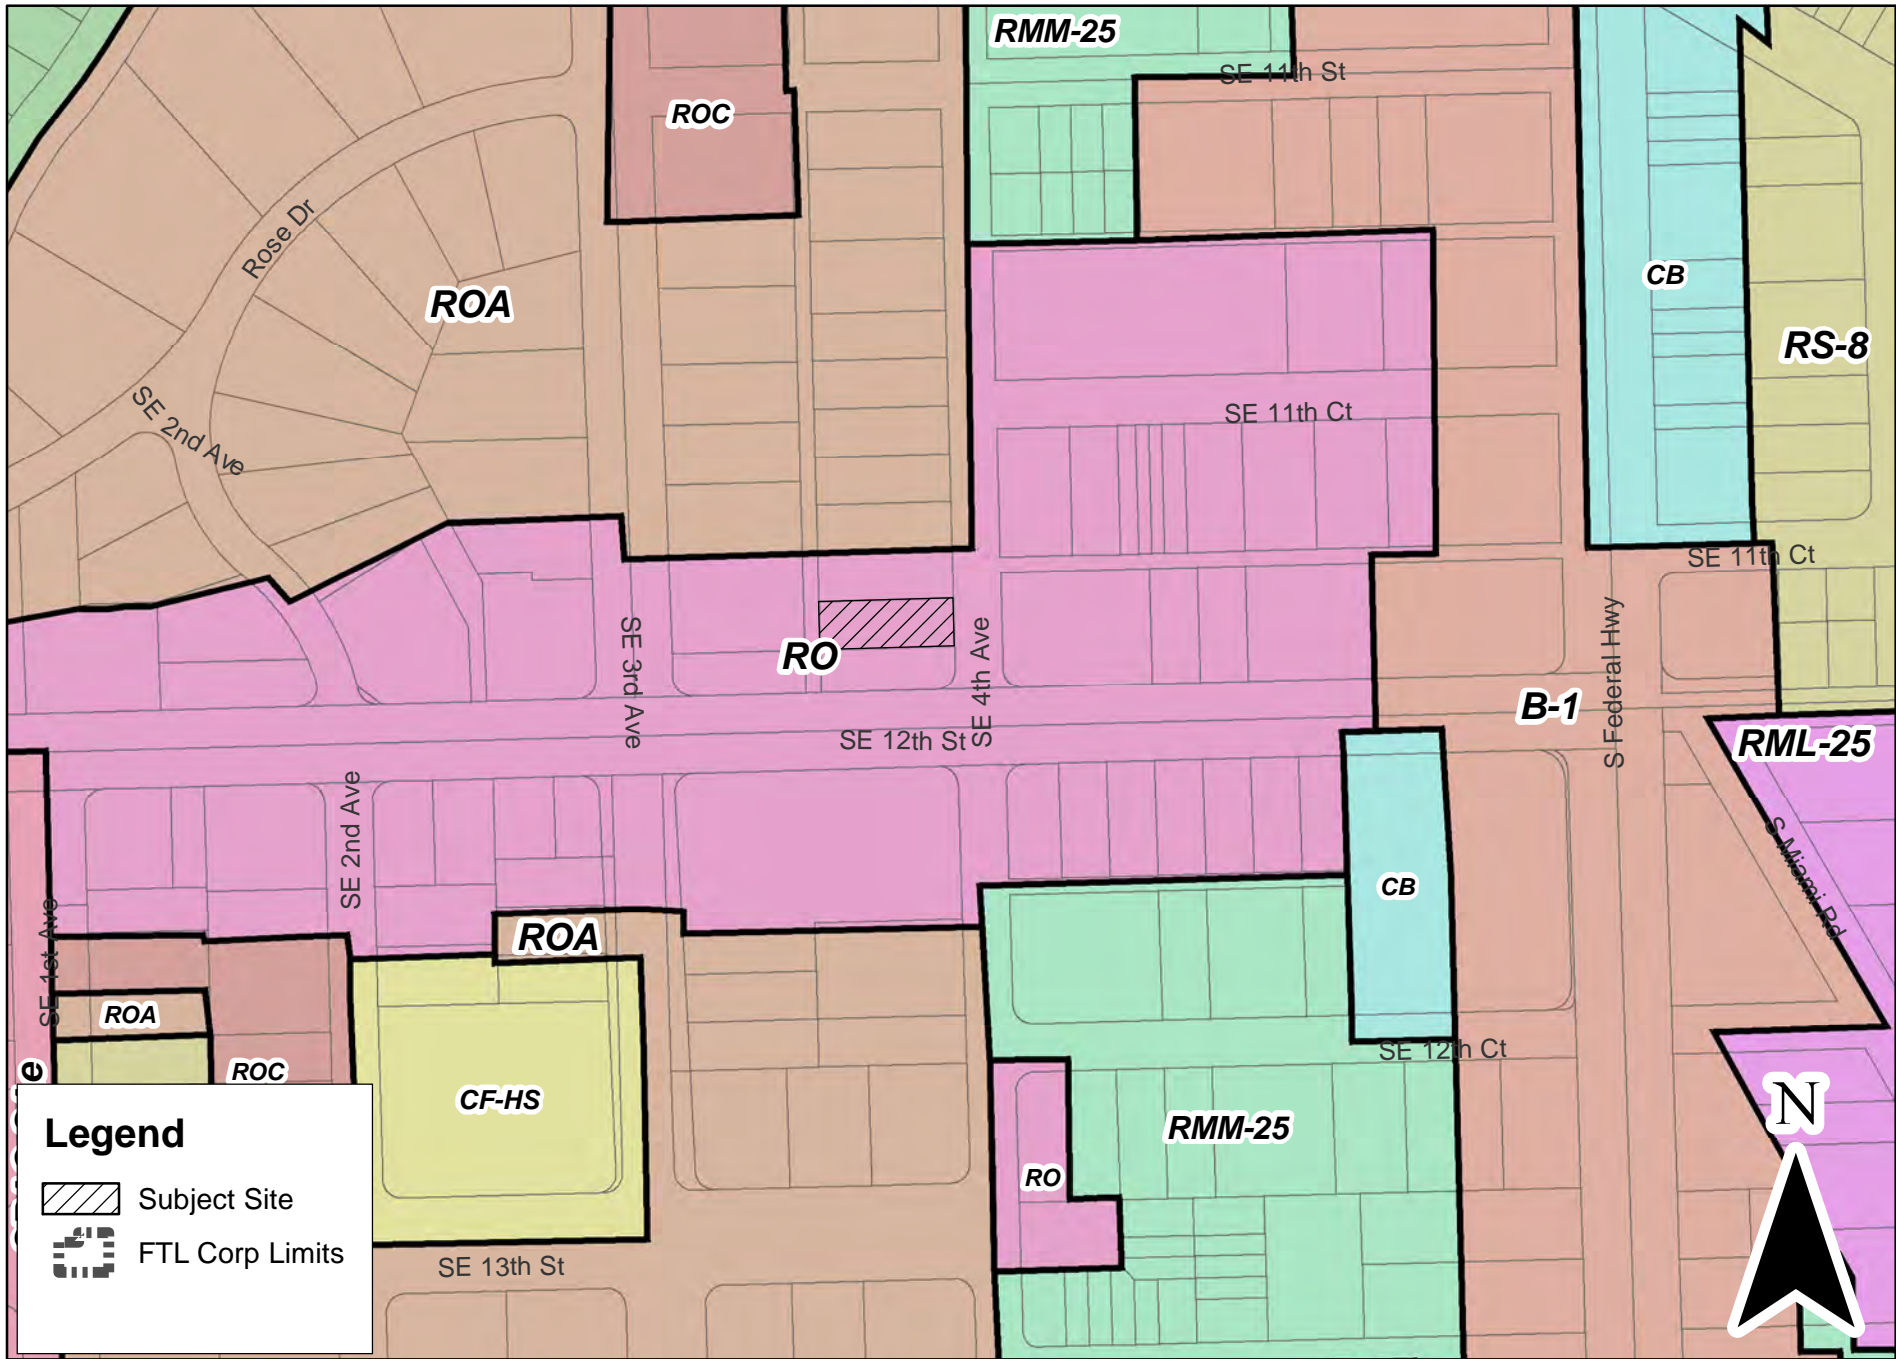 RMM-25
SE 11th St
ROC
Rose Dr
CB
ROA
RS-8
SE 2nd Ave
SE 11th Ct
SE 11th Ct
RO
SE 3rd Ave
SE 4th Ave
S Federal Hwy
B-1
SE 12th St
RML-25
SE 2nd Ave
S Miami Rd
CB
ROA
SE 1st Ave
ROA
SE 12th Ct
ROC
CF-HS
RMM-25
N
RO
Legend
Subject Site
FTL Corp Limits
SE 13th St